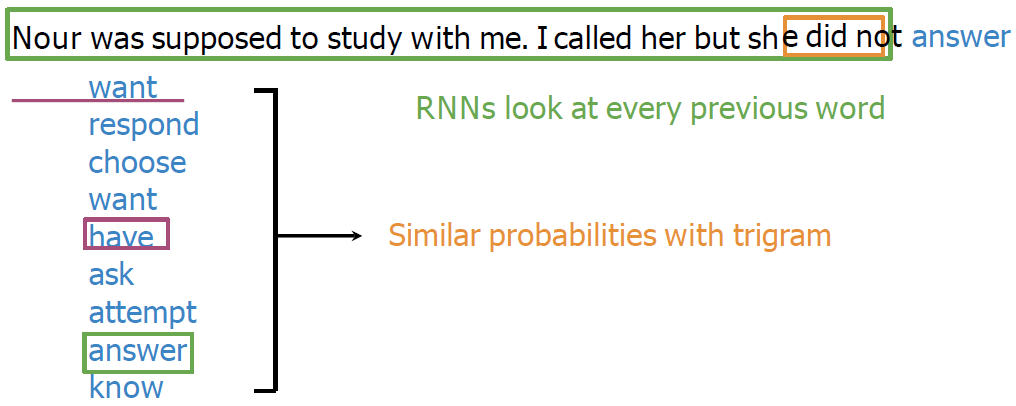 Nour was supposed to study with me. I called her but she did not answer
want
RNNs look at every previous word
respond
choose
want
have
Similar probabilities with trigram
ask
attempt
answer
know